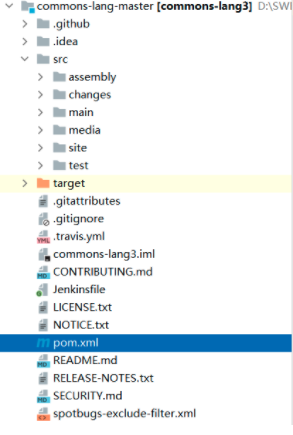 commons-lang-master [commons-lang3] D:\SWI
.github
.idea
src
assembly
changes
main
media
site
test
target
.gitattributes
.gitignore
.travis.yml
commons-lang3.iml
CONTRIBUTING.md
Jenkinsfile
LICENSE.txt
NOTICE.txt
pom.xml
README.md
RELEASE-NOTES.txt
SECURITY.md
spotbugs-exclude-filter.xml